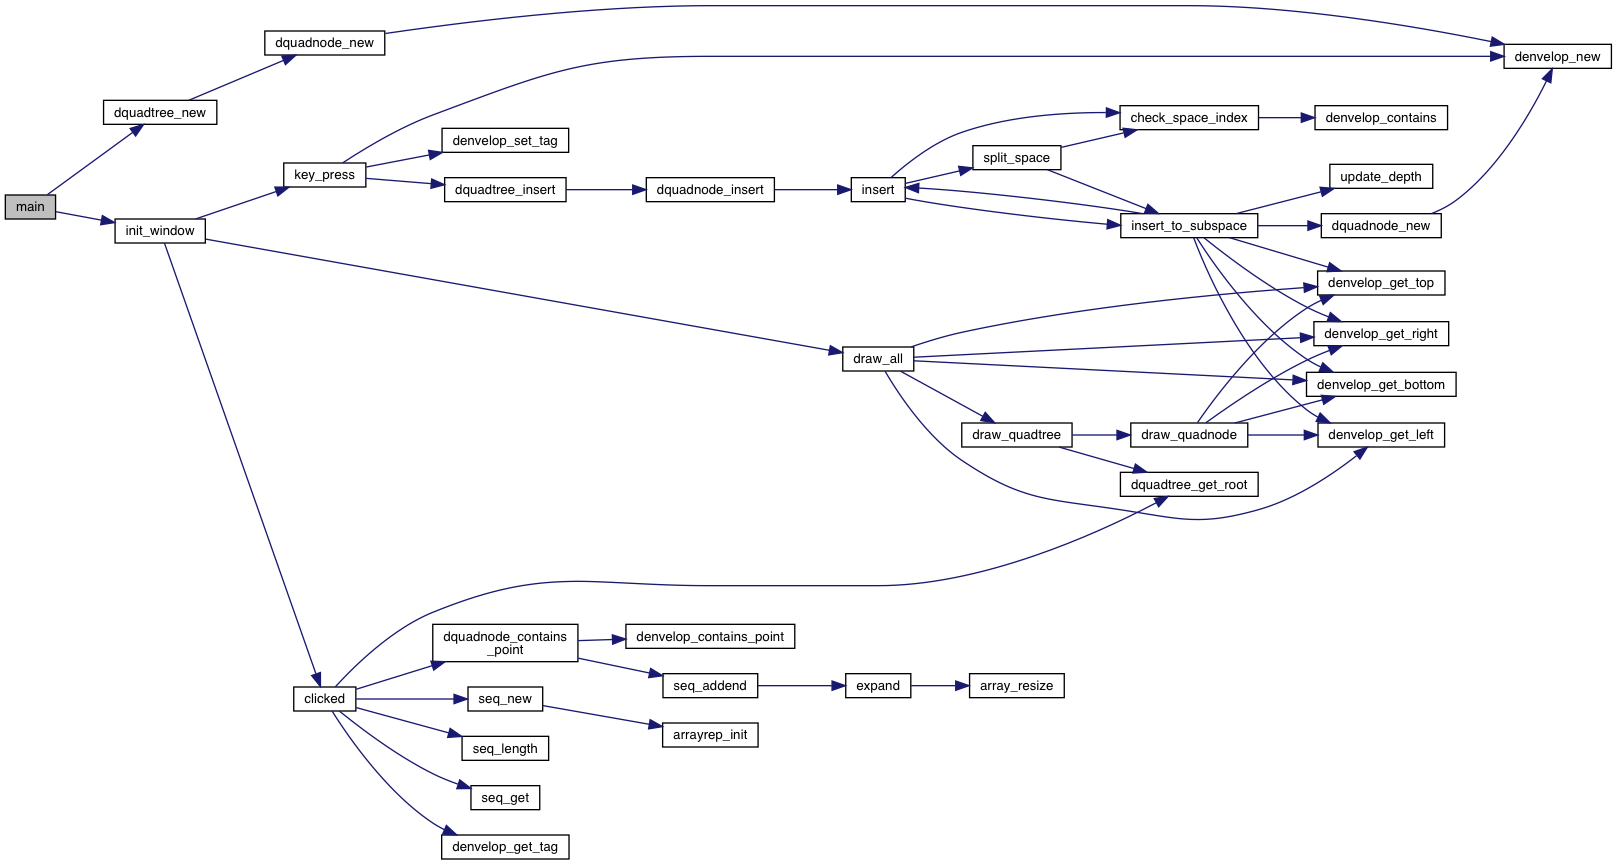 dquadnode_new
denvelop_new
dquadtree_new
check_space_index
denvelop_contains
denvelop_set_tag
split_space
key_press
update_depth
dquadtree_insert
dquadnode_insert
insert
main
init_window
insert_to_subspace
dquadnode_new
denvelop_get_top
denvelop_get_right
draw_all
denvelop_get_bottom
draw_quadtree
draw_quadnode
denvelop_get_left
dquadtree_get_root
dquadnode_contains
_point
denvelop_contains_point
seq_addend
expand
array_resize
clicked
seq_new
arrayrep_init
seq_length
seq_get
denvelop_get_tag